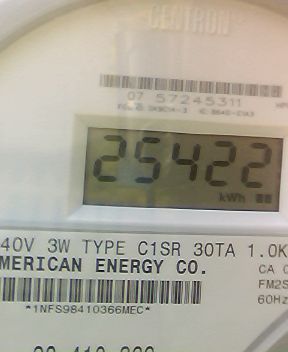 CENTRON
07 57245311
25422
kWh
40V 3W TYPE C1SR 30TA 1.0K
MERICAN ENERGY CO.
CA 0
FM2S
60Hz
*1NFS98410366MEC*